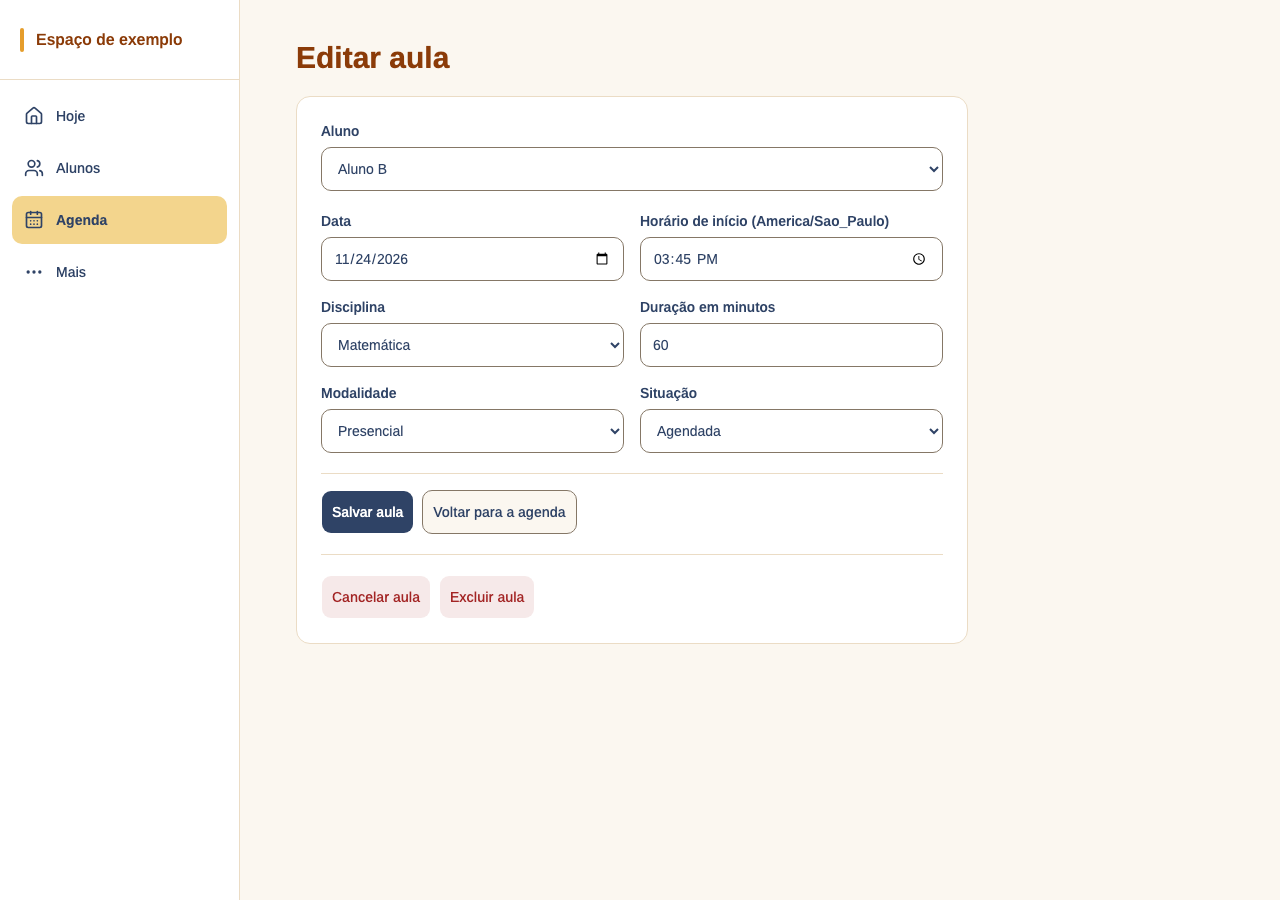 Espaço de exemplo
Hoje
Alunos
Agenda
Mais
Editar aula
Aluno
Aluno B
Data
Horário de início (America/Sao_Paulo)
11/24/2026
03:45 PM
Disciplina
Duração em minutos
Matemática
60
Modalidade
Situação
Presencial
Agendada
Salvar aula
Voltar para a agenda
Cancelar aula
Excluir aula